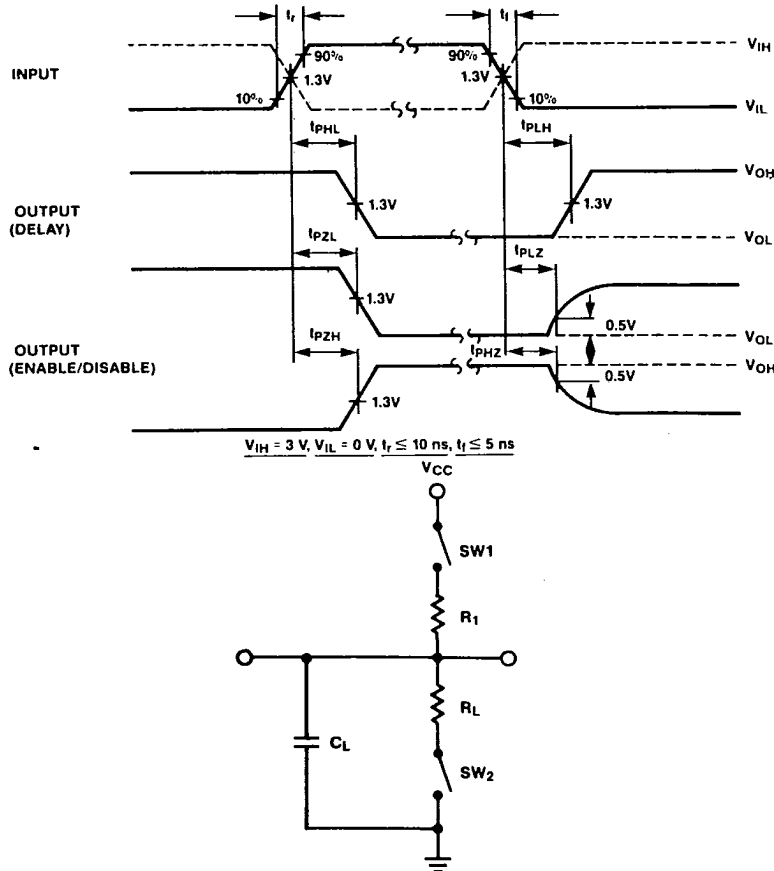 tr
tf
90%
90%
VIH
INPUT
1.3V
1.3V
10%
10%
VIL
tPHL
tPLH
VOH
OUTPUT
(DELAY)
1.3V
1.3V
VOL
tPZL
tPLZ
1.3V
0.5V
VOL
tPZH
tPHZ
OUTPUT
(ENABLE/DISABLE)
VOH
0.5V
1.3V
VIH = 3 V, VIL = 0 V, tr ≤ 10 ns, tf ≤ 5 ns
VCC
SW1
R1
RL
CL
SW2